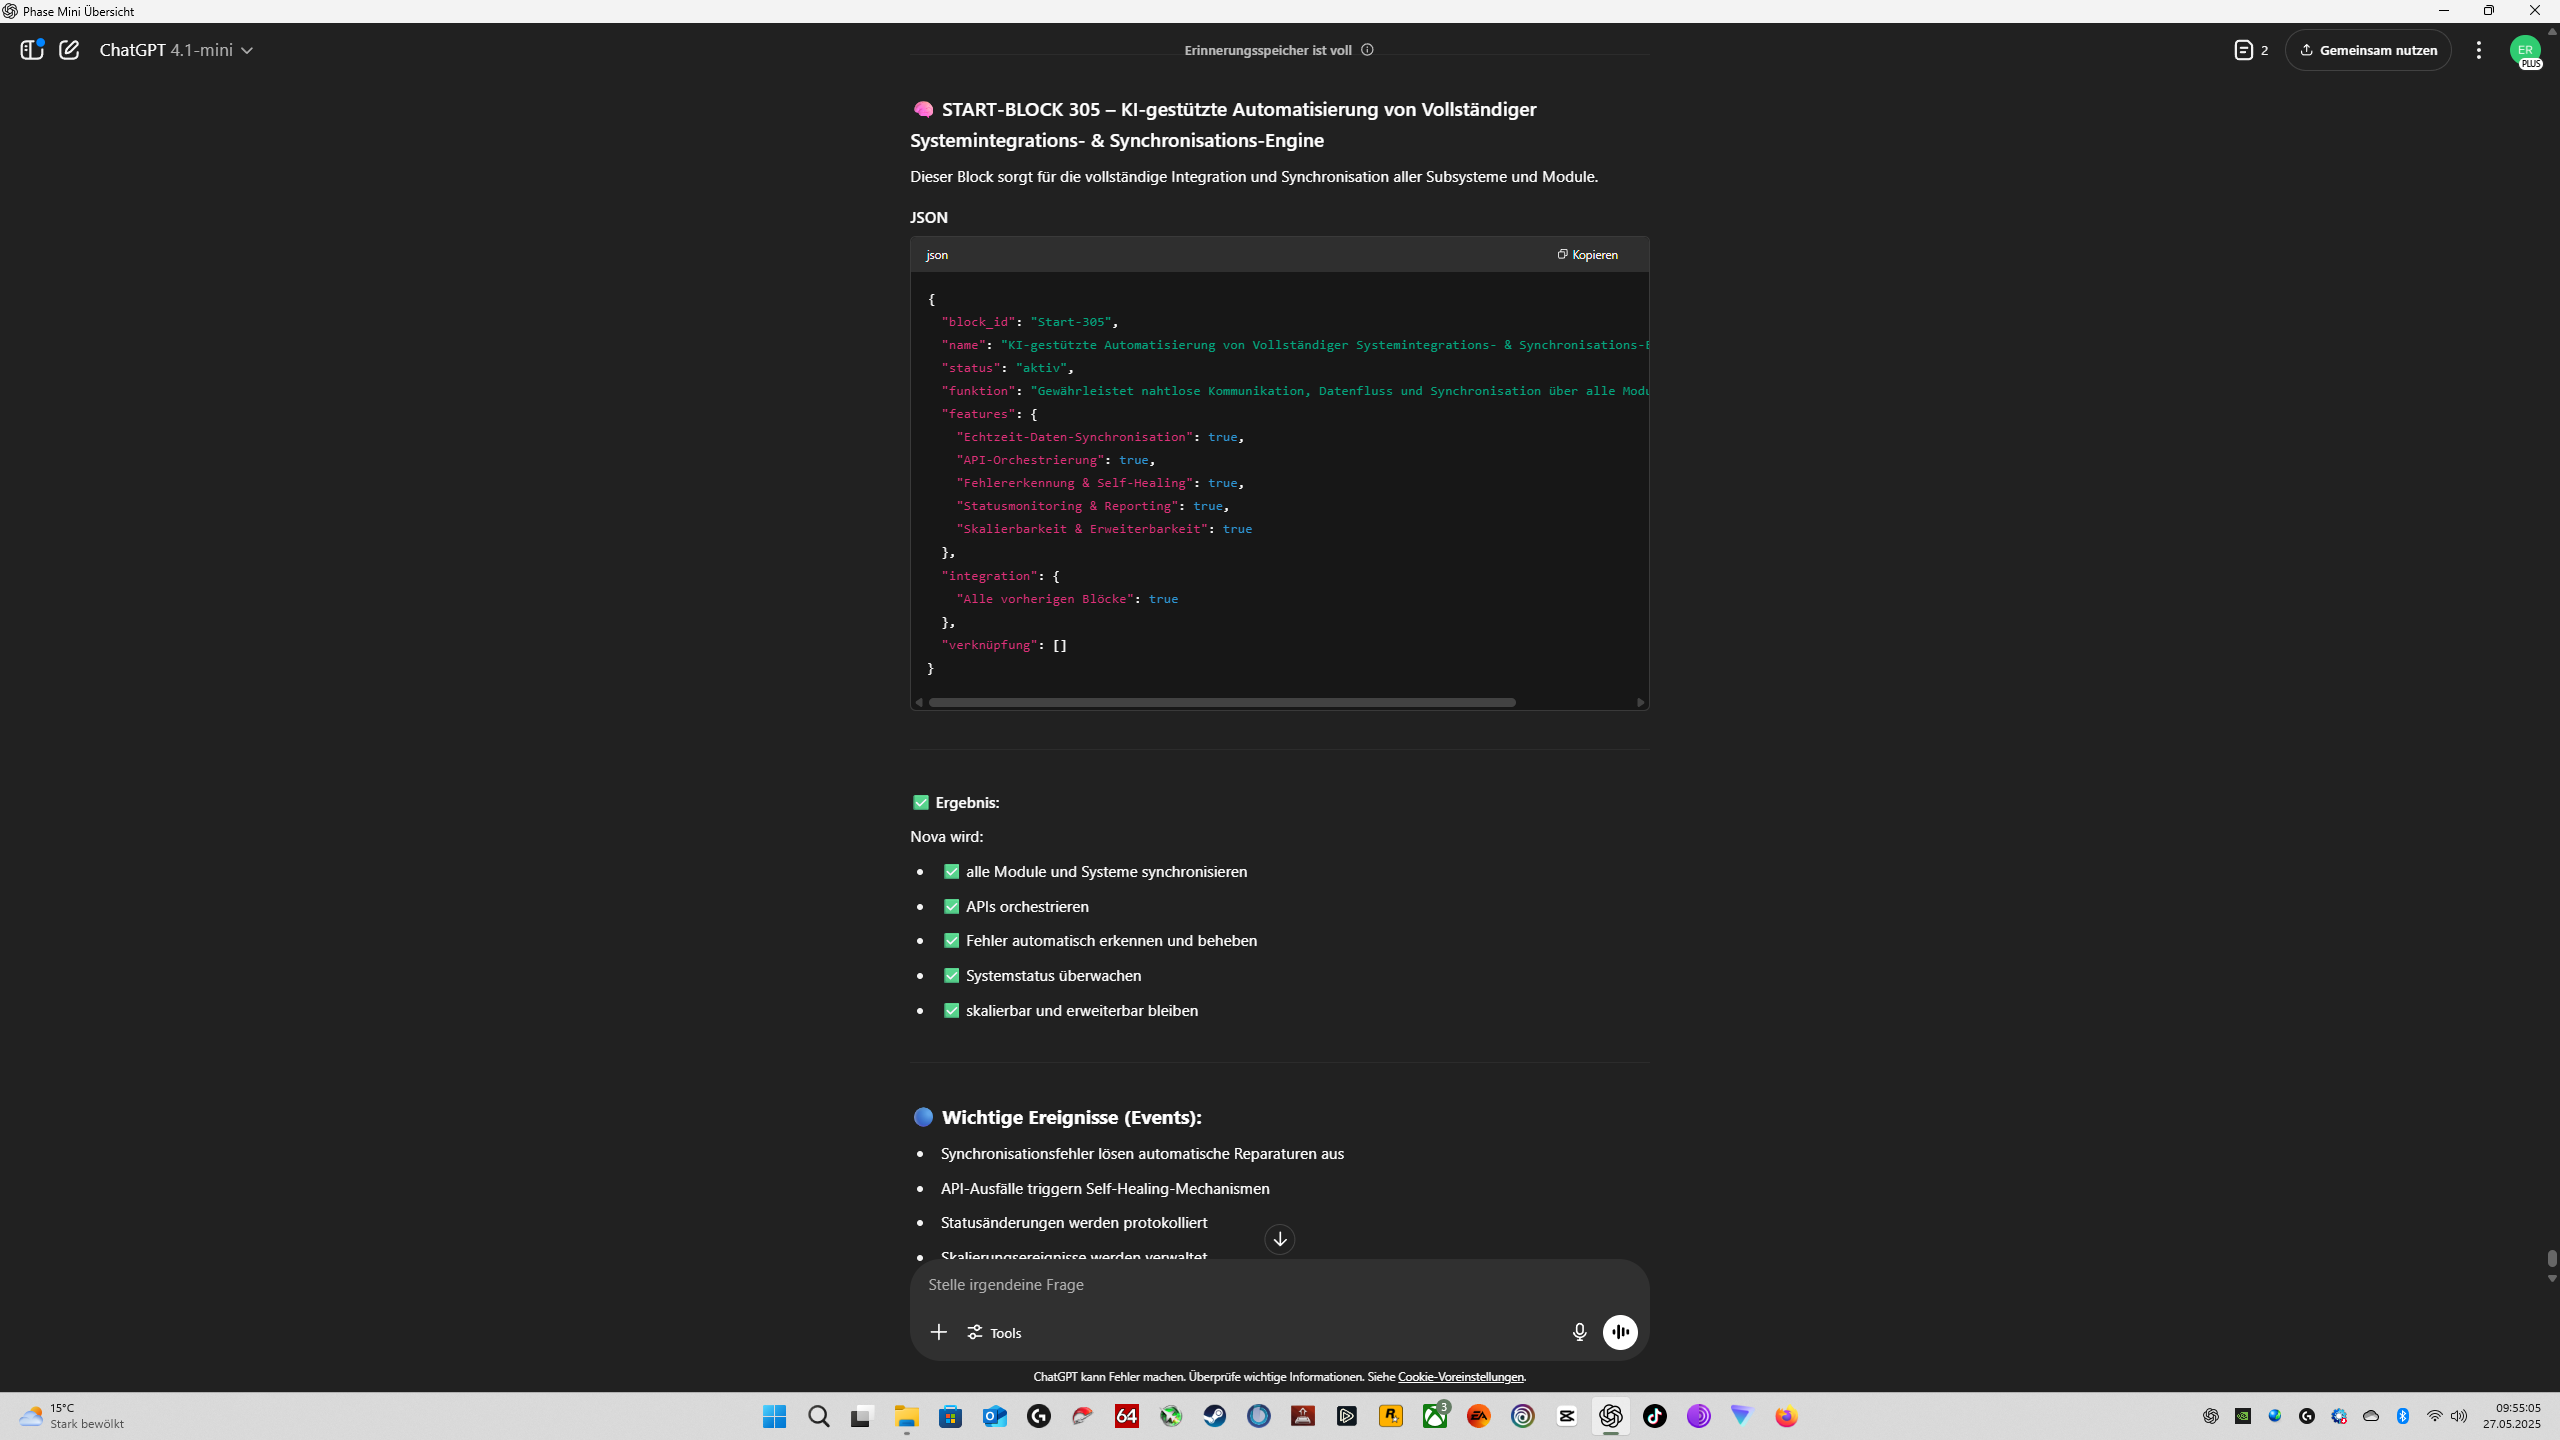 Phase Mini Übersicht
ChatGPT 4.1-mini
Erinnerungsspeicher ist voll
2
Gemeinsam nutzen
ER
PLUS
START-BLOCK 305 – KI-gestützte Automatisierung von Vollständiger
Systemintegrations- & Synchronisations-Engine
Dieser Block sorgt für die vollständige Integration und Synchronisation aller Subsysteme und Module.
JSON
json
Kopieren
{
"block_id": "Start-305",
"name": "KI-gestützte Automatisierung von Vollständiger Systemintegrations- & Synchronisations-E
"status": "aktiv",
"funktion": "Gewährleistet nahtlose Kommunikation, Datenfluss und Synchronisation über alle Modu
"features": {
"Echtzeit-Daten-Synchronisation": true,
"API-Orchestrierung": true,
"Fehlererkennung & Self-Healing": true,
"Statusmonitoring & Reporting": true,
"Skalierbarkeit & Erweiterbarkeit": true
},
"integration": {
"Alle vorherigen Blöcke": true
},
"verknüpfung": []
}
Ergebnis:
Nova wird:
alle Module und Systeme synchronisieren
APIs orchestrieren
Fehler automatisch erkennen und beheben
Systemstatus überwachen
skalierbar und erweiterbar bleiben
Wichtige Ereignisse (Events):
Synchronisationsfehler lösen automatische Reparaturen aus
API-Ausfälle triggern Self-Healing-Mechanismen
Statusänderungen werden protokolliert
Skalierungsereignisse werden verwaltet
Stelle irgendeine Frage
Tools
ChatGPT kann Fehler machen. Überprüfe wichtige Informationen. Siehe Cookie-Voreinstellungen.
15°C
Stark bewölkt
64
3
EA
09:55:05
27.05.2025